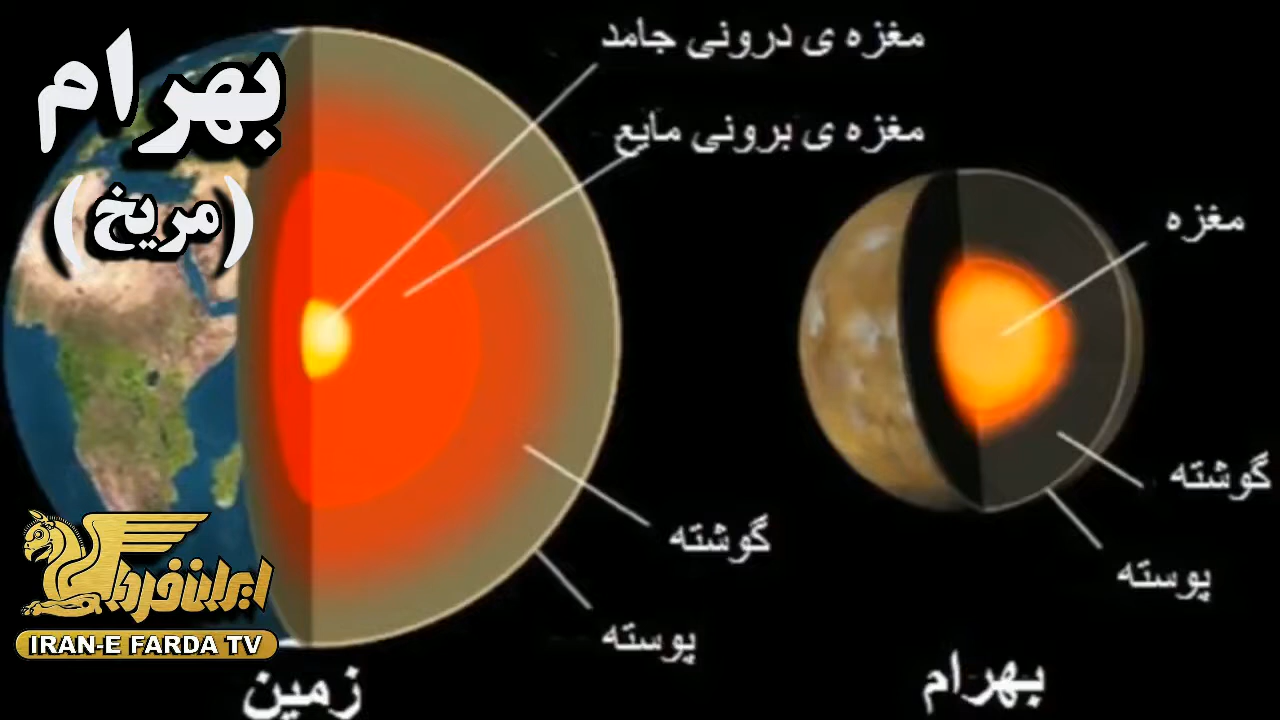 بهرام
(مریخ)
مغزه ی درونی جامد
مغزه ی برونی مایع
گوشته
پوسته
زمین
مغزه
گوشته
پوسته
بهرام
ایران فردا
IRAN-E FARDA TV